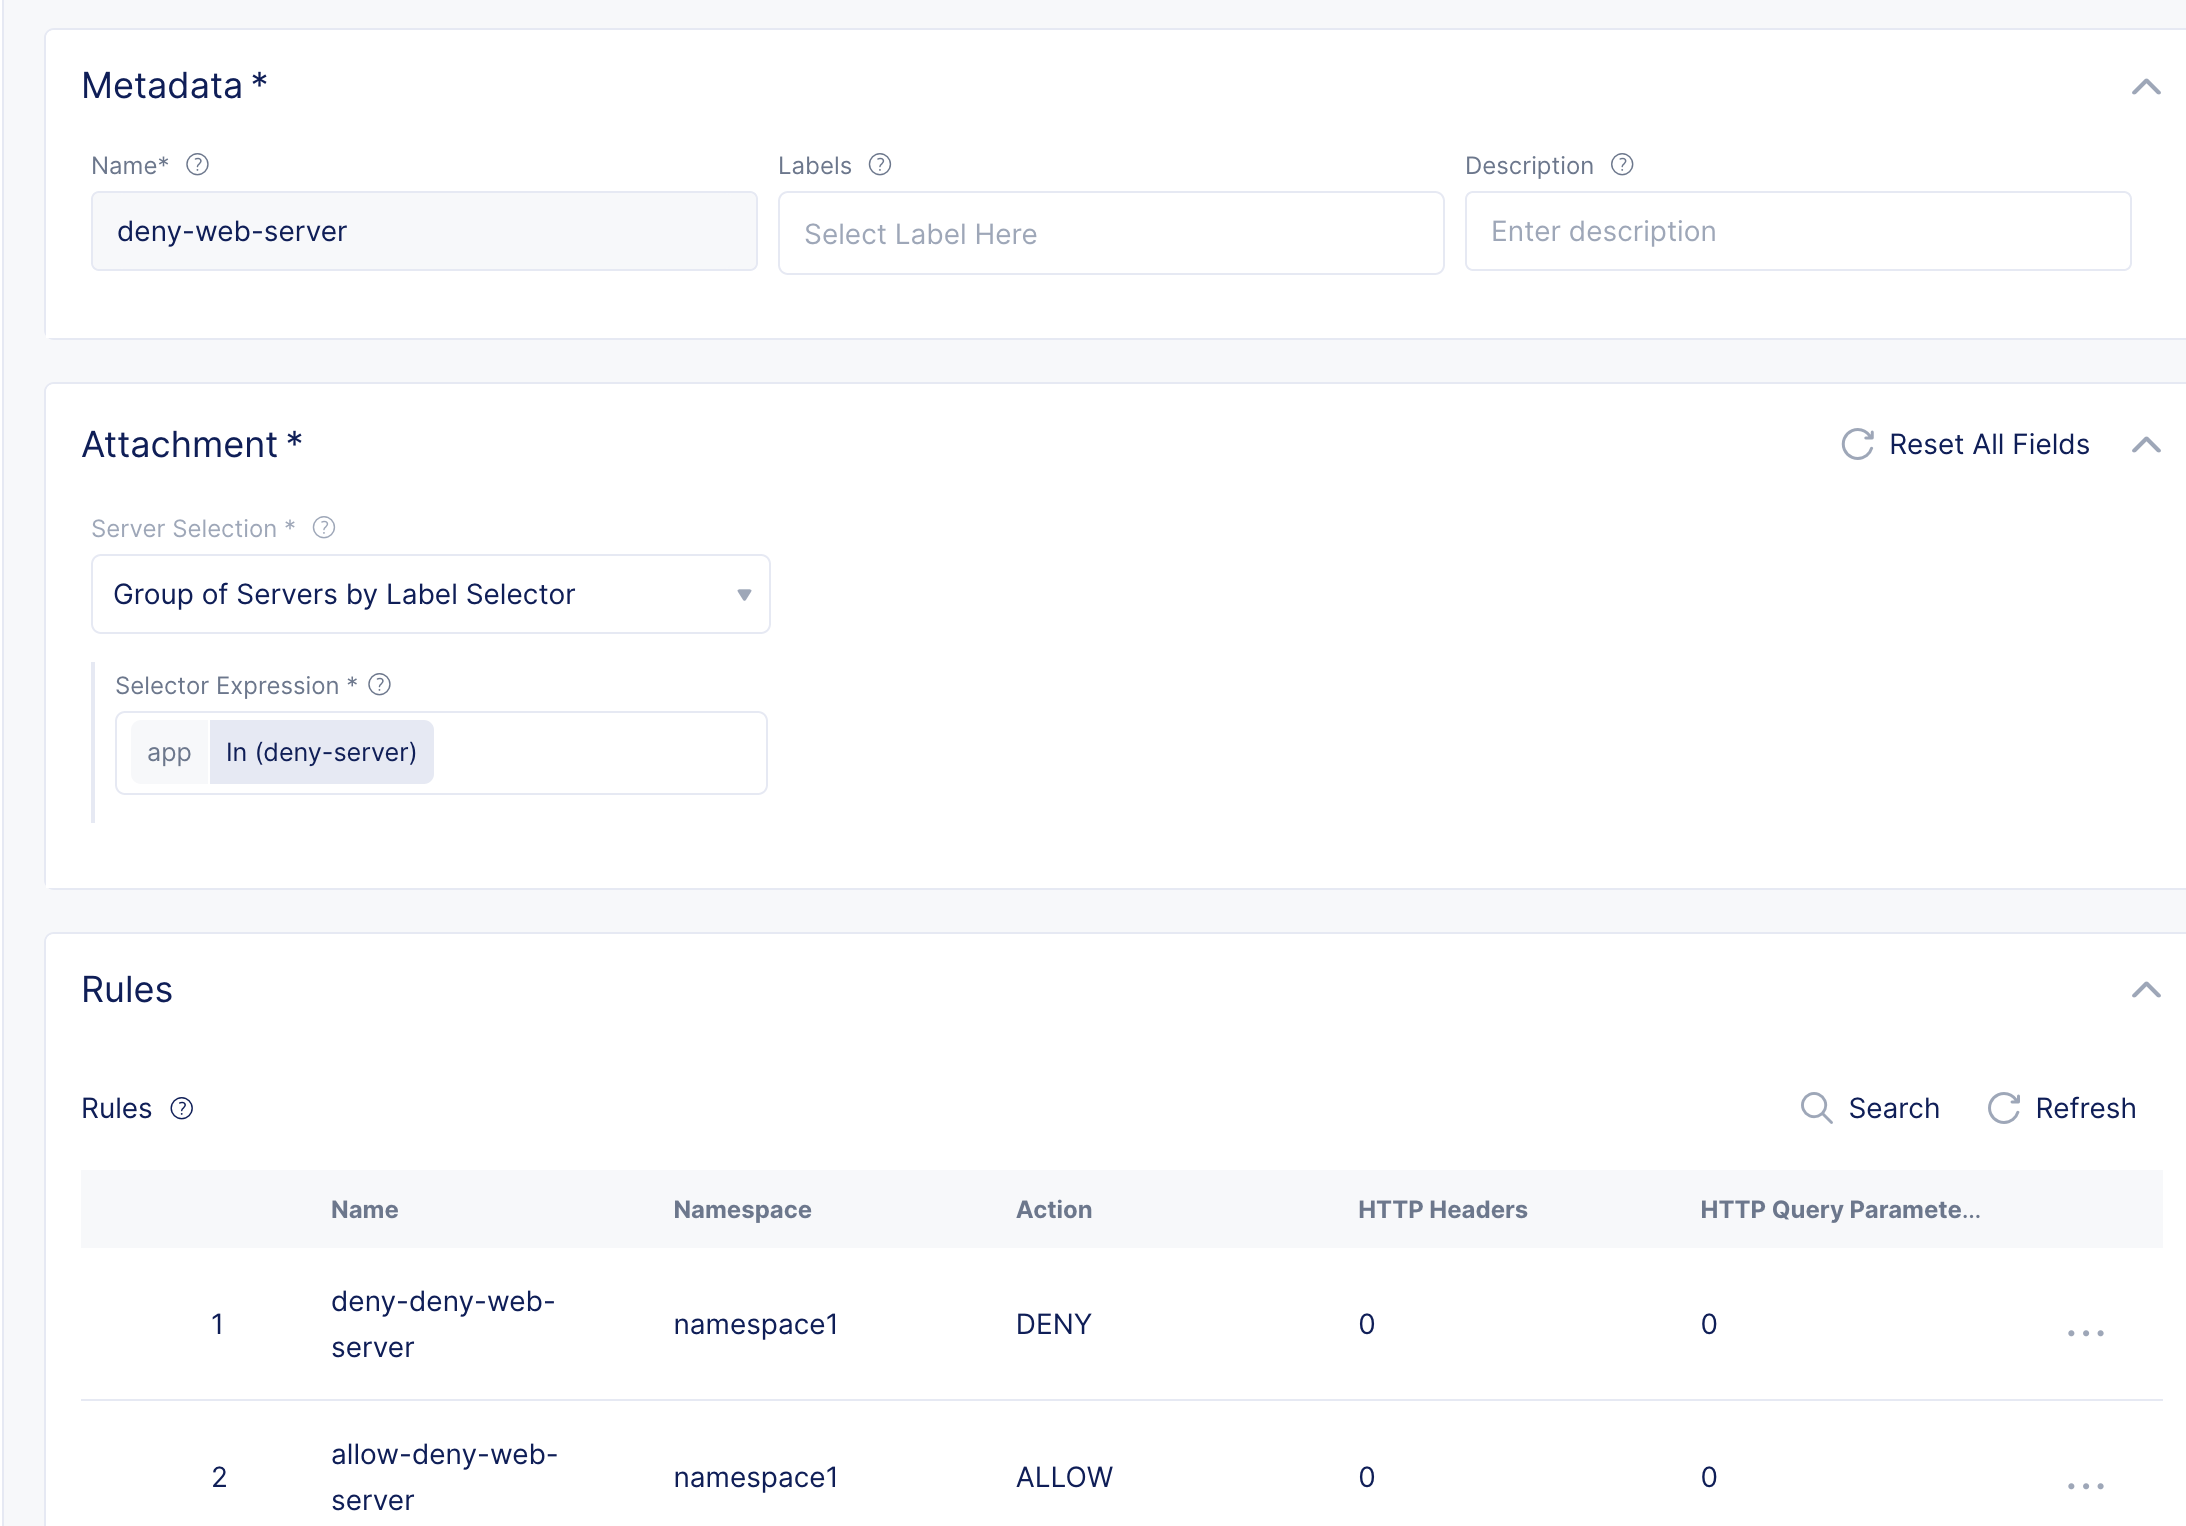 Metadata *
Name* Labels Description
deny-web-server Select Label Here Enter description
Attachment * Reset All Fields
Server Selection *
Group of Servers by Label Selector
Selector Expression *
app In (deny-server)
Rules
Rules Search Refresh
Name Namespace Action HTTP Headers HTTP Query Paramete...
1 deny-deny-web-server namespace1 DENY 0 0
2 allow-deny-web-server namespace1 ALLOW 0 0